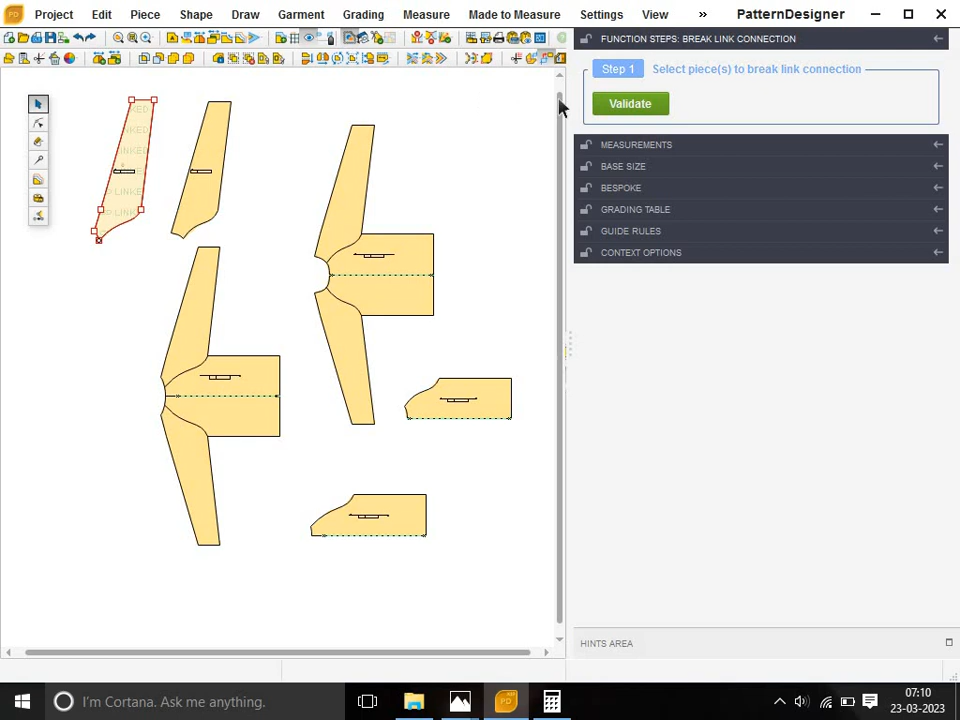 Project Edit Piece Shape Draw Garment Grading Measure Made to Measure Settings View » PatternDesigner
FUNCTION STEPS: BREAK LINK CONNECTION
Step 1 Select piece(s) to break link connection
Validate
MEASUREMENTS
BASE SIZE
BESPOKE
GRADING TABLE
GUIDE RULES
CONTEXT OPTIONS
HINTS AREA
I'm Cortana. Ask me anything.
PD
07:10
23-03-2023